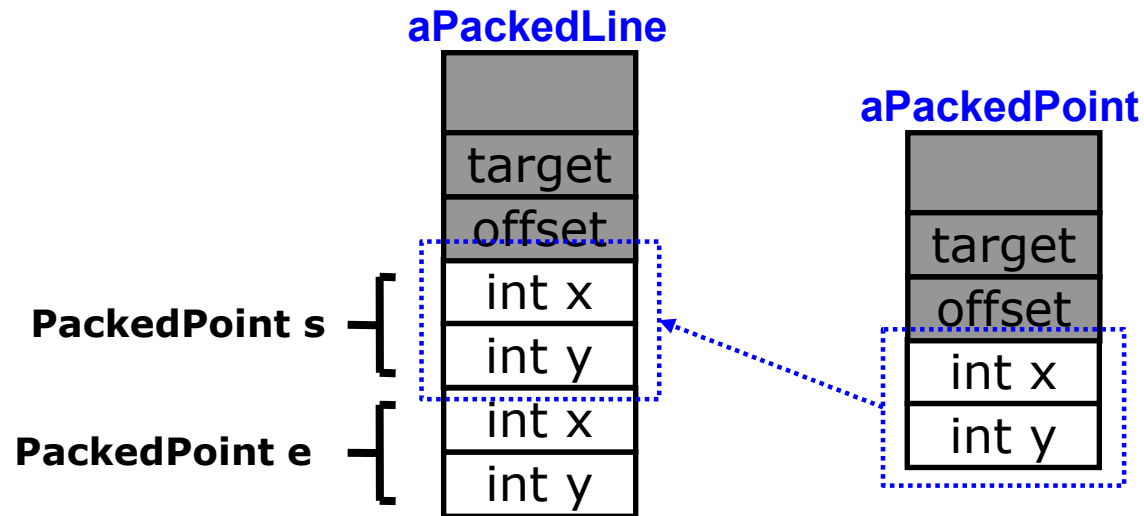 aPackedLine
target
offset
int x
int y
int x
int y
PackedPoint s
PackedPoint e
aPackedPoint
target
offset
int x
int y